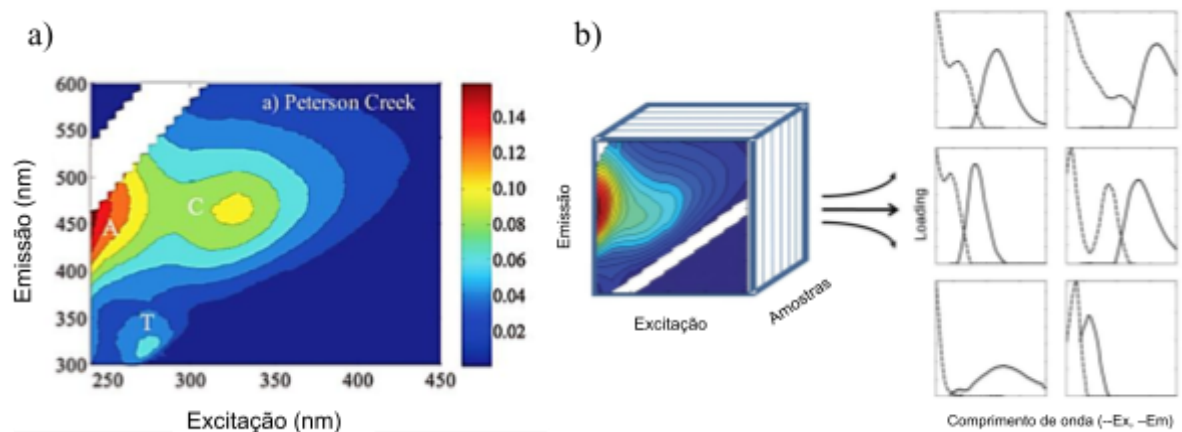 a)
a) Peterson Creek
A
C
T
600
550
500
450
400
350
300
250
300
350
400
450
Emissão (nm)
Excitação (nm)
0.14
0.12
0.10
0.08
0.06
0.04
0.02
b)
Emissão
Excitação
Amostras
Loading
Comprimento de onda (--Ex, –Em)